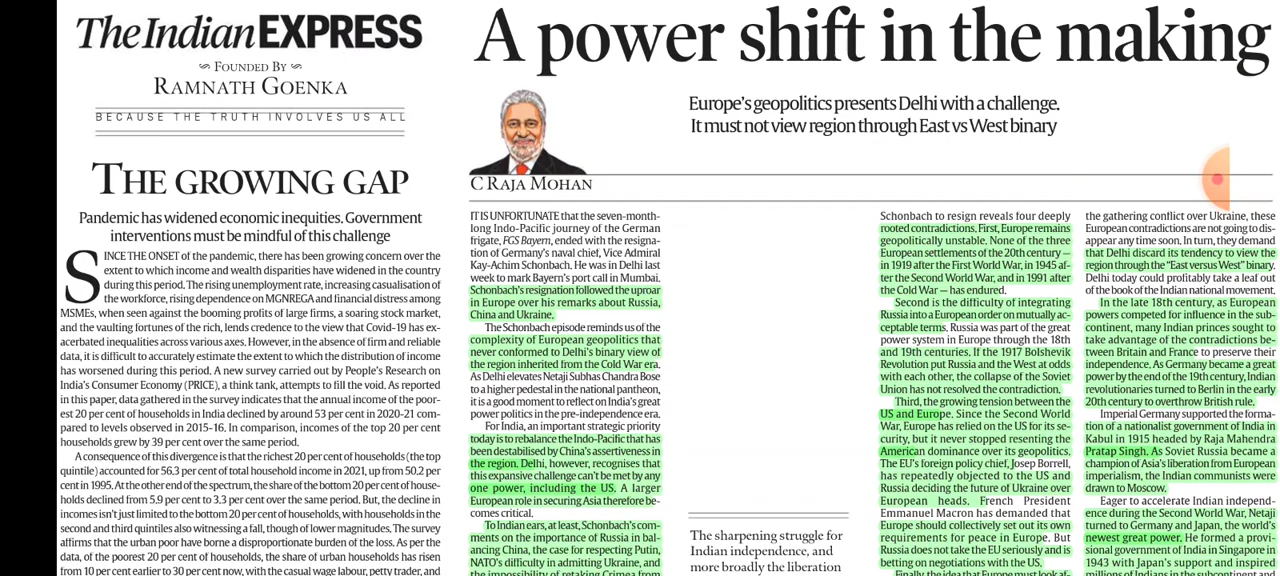 The Indian EXPRESS
FOUNDED BY
RAMNATH GOENKA
BECAUSE THE TRUTH INVOLVES US ALL
THE GROWING GAP
Pandemic has widened economic inequities. Government
interventions must be mindful of this challenge
SINCE THE ONSET of the pandemic, there has been growing concern over the
extent to which income and wealth disparities have widened in the country
during this period. The rising unemployment rate, increasing casualisation of
the workforce, rising dependence on MGNREGA and financial distress among
MSMEs, when seen against the booming profits of large firms, a soaring stock market,
and the vaulting fortunes of the rich, lends credence to the view that Covid-19 has ex-
acerbated inequalities across various axes. However, in the absence of firm and reliable
data, it is difficult to accurately estimate the extent to which the distribution of income
has worsened during this period. A new survey carried out by People's Research on
India's Consumer Economy (PRICE), a think tank, attempts to fill the void. As reported
in this paper, data gathered in the survey indicates that the annual income of the poor-
est 20 per cent of households in India declined by around 53 per cent in 2020-21 com-
pared to levels observed in 2015-16. In comparison, incomes of the top 20 per cent
households grew by 39 per cent over the same period.
A consequence of this divergence is that the richest 20 per cent of households (the top
quintile) accounted for 56.3 per cent of total household income in 2021, up from 50.2 per
cent in 1995. At the other end of the spectrum, the share of the bottom 20 per cent of house-
holds declined from 5.9 per cent to 3.3 per cent over the same period. But, the decline in
incomes isn't just limited to the bottom 20 per cent of households, with households in the
second and third quintiles also witnessing a fall, though of lower magnitudes. The survey
affirms that the urban poor have borne a disproportionate burden of the loss. As per the
data, of the poorest 20 per cent of households, the share of urban households has risen
from 10 per cent earlier to 30 per cent now, with the casual wage labour, petty trader, and
A power shift in the making
Europe's geopolitics presents Delhi with a challenge.
It must not view region through East vs West binary
C RAJA MOHAN
IT IS UNFORTUNATE that the seven-month-
long Indo-Pacific journey of the German
frigate, FGS Bayern, ended with the resigna-
tion of Germany's naval chief, Vice Admiral
Kay-Achim Schonbach. He was in Delhi last
week to mark Bayern's port call in Mumbai.
Schonbach's resignation followed the uproar
in Europe over his remarks about Russia,
China and Ukraine.
The Schonbach episode reminds us of the
complexity of European geopolitics that
never conformed to Delhi's binary view of
the region inherited from the Cold War era.
As Delhi elevates Netaji Subhas Chandra Bose
to a higher pedestal in the national pantheon,
it is a good moment to reflect on India's great
power politics in the pre-independence era.
For India, an important strategic priority
today is to rebalance the Indo-Pacific that has
been destabilised by China's assertiveness in
the region. Delhi, however, recognises that
this expansive challenge can't be met by any
one power, including the US. A larger
European role in securing Asia therefore be-
comes critical.
To Indian ears, at least, Schonbach's com-
ments on the importance of Russia in bal-
ancing China, the case for respecting Putin,
NATO's difficulty in admitting Ukraine, and
the impossibility of retaking Crimea from
The sharpening struggle for
Indian independence, and
more broadly the liberation
Schonbach to resign reveals four deeply
rooted contradictions. First, Europe remains
geopolitically unstable. None of the three
European settlements of the 20th century —
in 1919 after the First World War, in 1945 af-
ter the Second World War, and in 1991 after
the Cold War — has endured.
Second is the difficulty of integrating
Russia into a European order on mutually ac-
ceptable terms. Russia was part of the great
power system in Europe through the 18th
and 19th centuries. If the 1917 Bolshevik
Revolution put Russia and the West at odds
with each other, the collapse of the Soviet
Union has not resolved the contradiction.
Third, the growing tension between the
US and Europe. Since the Second World
War, Europe has relied on the US for its se-
curity, but it never stopped resenting the
American dominance over its geopolitics.
The EU's foreign policy chief, Josep Borrell,
has repeatedly objected to the US and
Russia deciding the future of Ukraine over
European heads. French President
Emmanuel Macron has demanded that
Europe should collectively set out its own
requirements for peace in Europe. But
Russia does not take the EU seriously and is
betting on negotiations with the US.
Finally, the idea that Europe must look af-
the gathering conflict over Ukraine, these
European contradictions are not going to dis-
appear any time soon. In turn, they demand
that Delhi discard its tendency to view the
region through the "East versus West" binary.
Delhi today could profitably take a leaf out
of the book of the Indian national movement.
In the late 18th century, as European
powers competed for influence in the sub-
continent, many Indian princes sought to
take advantage of the contradictions be-
tween Britain and France to preserve their
independence. As Germany became a great
power by the end of the 19th century, Indian
revolutionaries turned to Berlin in the early
20th century to overthrow British rule.
Imperial Germany supported the forma-
tion of a nationalist government of India in
Kabul in 1915 headed by Raja Mahendra
Pratap Singh. As Soviet Russia became a
champion of Asia's liberation from European
imperialism, the Indian communists were
drawn to Moscow.
Eager to accelerate Indian independ-
ence during the Second World War, Netaji
turned to Germany and Japan, the world's
newest great power. He formed a provi-
sional government of India in Singapore in
1943 with Japan's support and inspired
millions of Indians in the subcontinent and